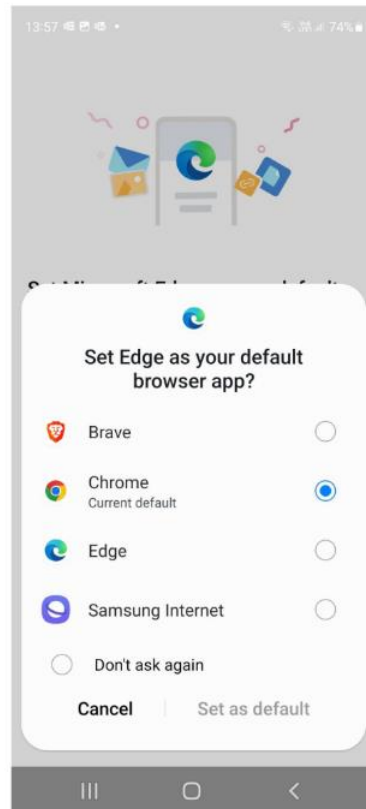 13:57
74%
Set Edge as your default
browser app?
Brave
Chrome
Current default
Edge
Samsung Internet
Don't ask again
Cancel
Set as default